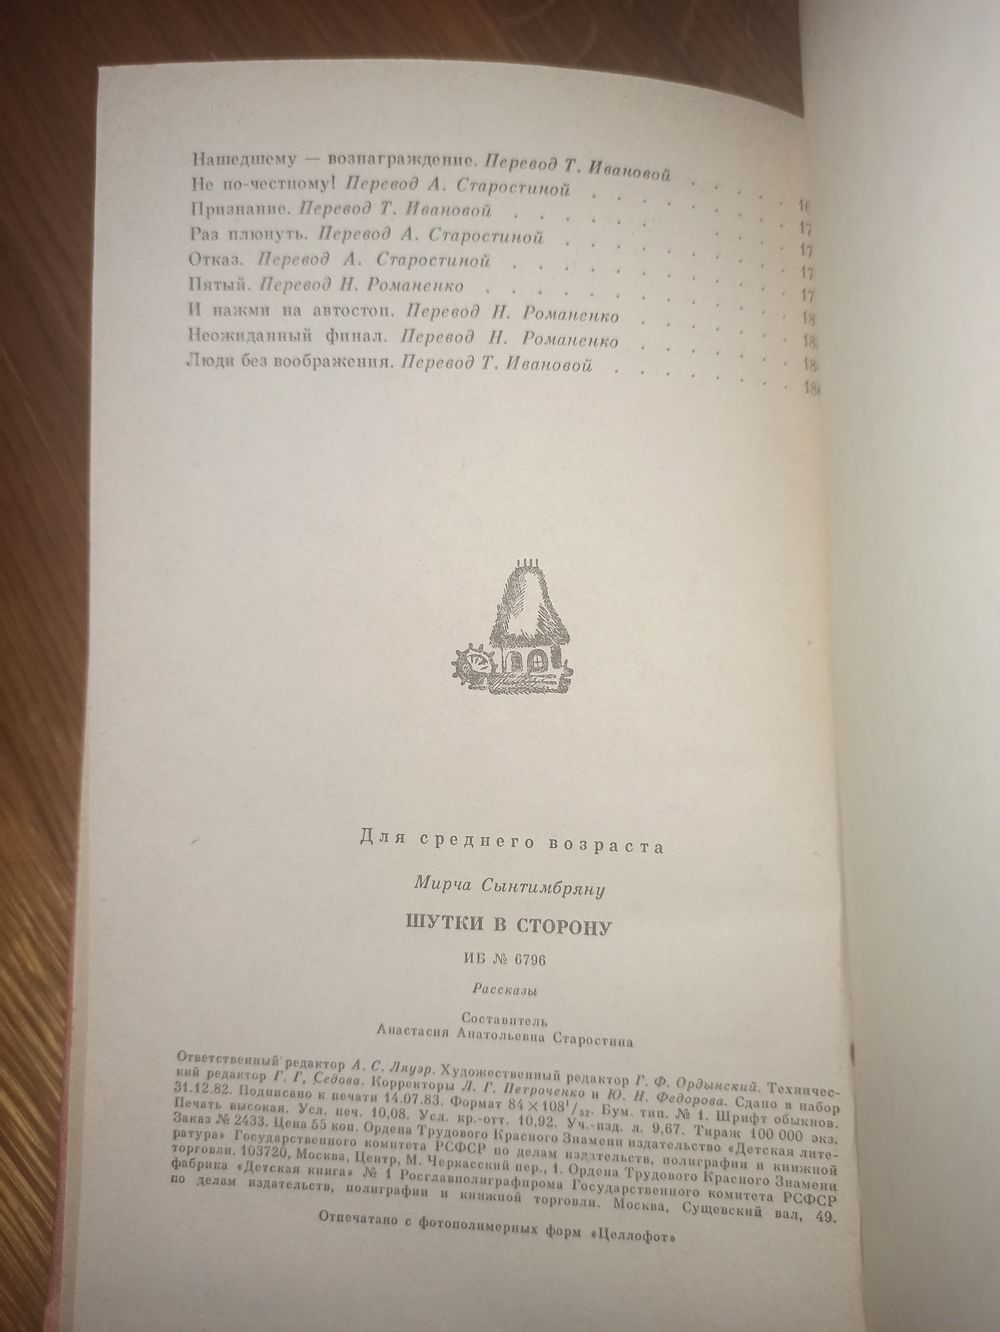 Нашедшему — вознаграждение. Перевод Т. Ивановой
Не по-честному! Перевод А. Старостиной
Признание. Перевод Т. Ивановой
Раз плюнуть. Перевод А. Старостиной
Отказ. Перевод А. Старостиной
Пятый. Перевод Н. Романенко
И нажми на автостоп. Перевод Н. Романенко
Неожиданный финал. Перевод Н. Романенко
Люди без воображения. Перевод Т. Ивановой
Для среднего возраста
Мирча Сынтимбряну
ШУТКИ В СТОРОНУ
ИБ № 6796
Рассказы
Составитель
Анастасия Анатольевна Старостина
Ответственный редактор А. С. Ляуэр. Художественный редактор Г. Ф. Ордынский. Техничес-
кий редактор Г. Г. Седова. Корректоры Л. Г. Петроченко и Ю. Н. Федорова. Сдано в набор
31.12.82. Подписано к печати 14.07.83. Формат 84×108¹/₃₂. Бум. тип. № 1. Шрифт обыкнов.
Печать высокая. Усл. печ. 10,08. Усл. кр.-отт. 10,92. Уч.-изд. л. 9,67. Тираж 100 000 экз.
Заказ № 2433. Цена 55 коп. Ордена Трудового Красного Знамени издательство «Детская лите-
ратура» Государственного комитета РСФСР по делам издательств, полиграфии и книжной
торговли. 103720, Москва, Центр, М. Черкасский пер., 1. Ордена Трудового Красного Знамени
фабрика «Детская книга» № 1 Росглавполиграфпрома Государственного комитета РСФСР
по делам издательств, полиграфии и книжной торговли. Москва, Сущевский вал, 49.
Отпечатано с фотополимерных форм «Целлофот»